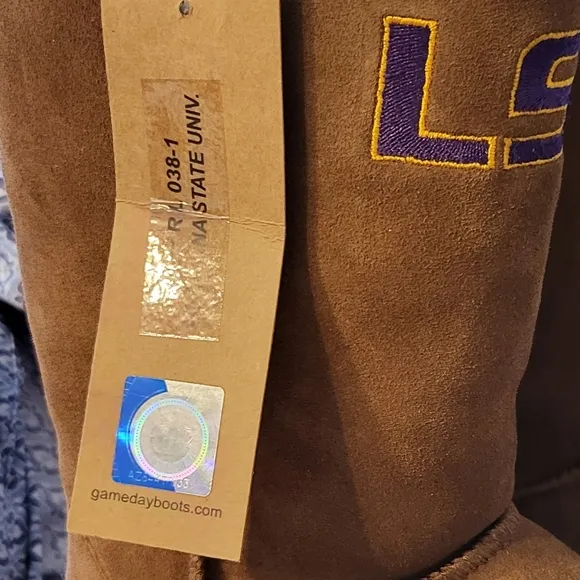 LS
038-1
STATE UNIV.
gamedayboots.com